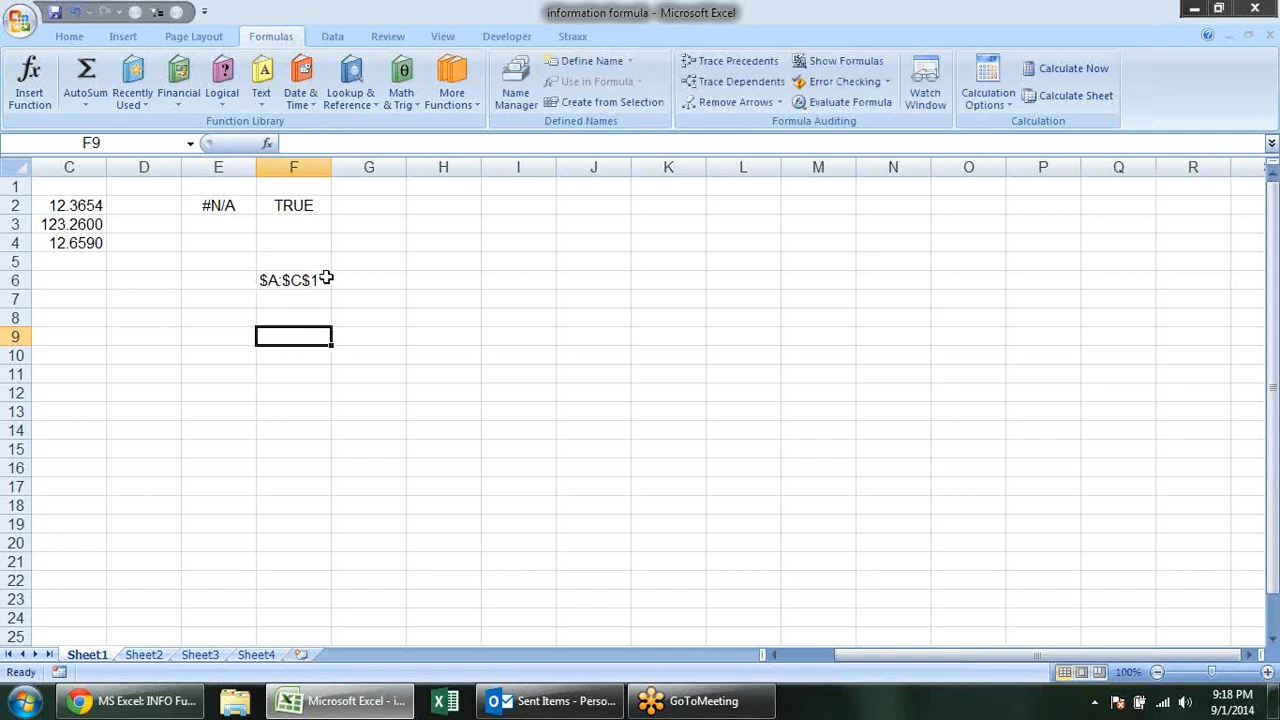 information formula - Microsoft Excel
Home Insert Page Layout Formulas Data Review View Developer Straxx
Insert Function
AutoSum
Recently Used
Financial
Logical
Text
Date & Time
Lookup & Reference
Math & Trig
More Functions
Function Library
Name Manager
Define Name
Use in Formula
Create from Selection
Defined Names
Trace Precedents
Trace Dependents
Remove Arrows
Show Formulas
Error Checking
Evaluate Formula
Formula Auditing
Watch Window
Calculation Options
Calculate Now
Calculate Sheet
Calculation
F9 fx
C D E F G H I J K L M N O P Q R
1
2 12.3654 #N/A TRUE
3 123.2600
4 12.6590
5
6 $A:$C$1
7
8
9
10
11
12
13
14
15
16
17
18
19
20
21
22
23
24
25
Sheet1 Sheet2 Sheet3 Sheet4
Ready 100%
MS Excel: INFO Fu... Microsoft Excel - i... Sent Items - Perso... GoToMeeting
9:18 PM
9/1/2014